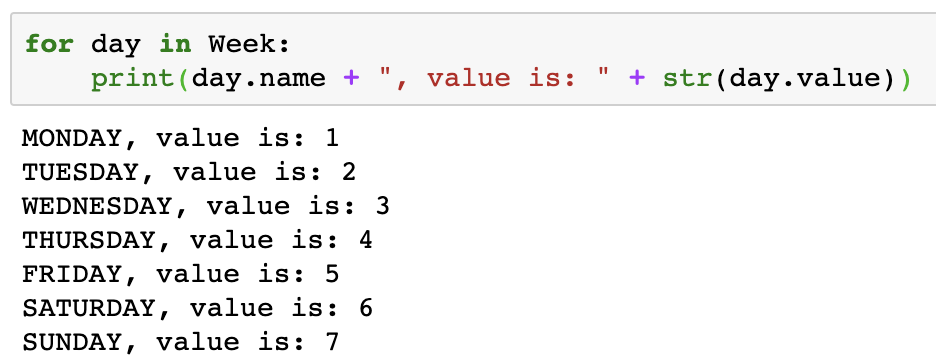 for day in Week:
    print(day.name + ", value is: " + str(day.value))
MONDAY, value is: 1
TUESDAY, value is: 2
WEDNESDAY, value is: 3
THURSDAY, value is: 4
FRIDAY, value is: 5
SATURDAY, value is: 6
SUNDAY, value is: 7